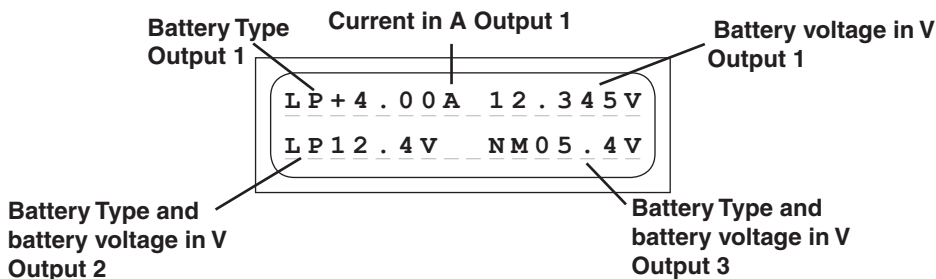 Battery Type
Output 1
Current in A Output 1
Battery voltage in V
Output 1
LP+4.00A 12.345V
LP12.4V NM05.4V
Battery Type and
battery voltage in V
Output 2
Battery Type and
battery voltage in V
Output 3